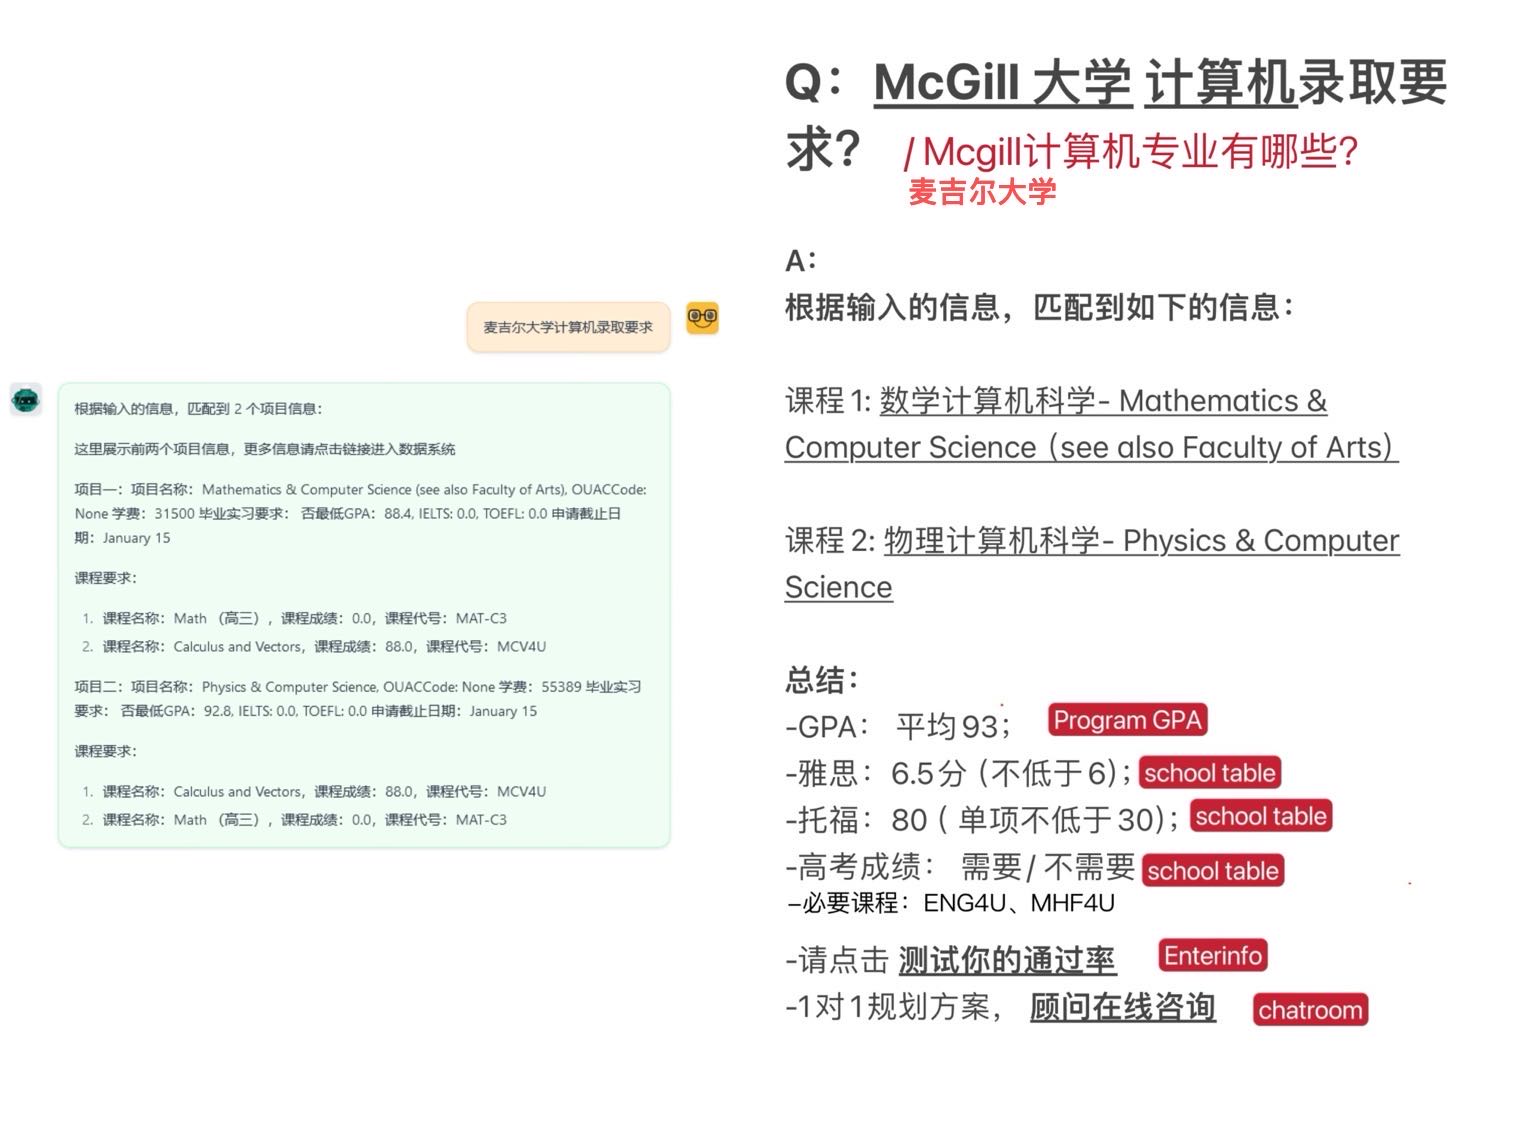 麦吉尔大学计算机录取要求
根据输入的信息，匹配到 2 个项目信息：
这里展示前两个项目信息，更多信息请点击链接进入数据系统
项目一：项目名称：Mathematics & Computer Science (see also Faculty of Arts), OUACCode:
None 学费：31500 毕业实习要求： 否最低GPA：88.4, IELTS: 0.0, TOEFL: 0.0 申请截止日
期：January 15
课程要求：
1. 课程名称：Math （高三），课程成绩：0.0，课程代号：MAT-C3
2. 课程名称：Calculus and Vectors，课程成绩：88.0，课程代号：MCV4U
项目二：项目名称：Physics & Computer Science, OUACCode: None 学费：55389 毕业实习
要求： 否最低GPA：92.8, IELTS: 0.0, TOEFL: 0.0 申请截止日期：January 15
课程要求：
1. 课程名称：Calculus and Vectors，课程成绩：88.0，课程代号：MCV4U
2. 课程名称：Math （高三），课程成绩：0.0，课程代号：MAT-C3
Q：McGill 大学 计算机录取要
求？ / Mcgill计算机专业有哪些？
麦吉尔大学
A：
根据输入的信息，匹配到如下的信息：
课程 1: 数学计算机科学- Mathematics &
Computer Science（see also Faculty of Arts）
课程 2: 物理计算机科学- Physics & Computer
Science
总结：
-GPA： 平均 93； Program GPA
-雅思：6.5 分（不低于 6）；school table
-托福：80（ 单项不低于 30）；school table
-高考成绩： 需要 / 不需要 school table
-必要课程：ENG4U、MHF4U
-请点击 测试你的通过率 Enterinfo
-1 对 1 规划方案， 顾问在线咨询 chatroom